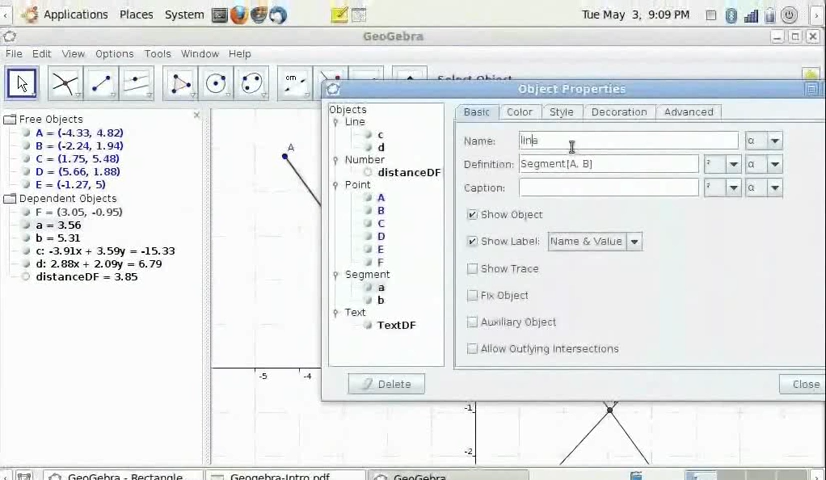 Applications Places System
Tue May 3, 9:09 PM
GeoGebra
File Edit View Options Tools Window Help
cm
Select Object
Free Objects
A = (-4.33, 4.82)
B = (-2.24, 1.94)
C = (1.75, 5.48)
D = (5.66, 1.88)
E = (-1.27, 5)
Dependent Objects
F = (3.05, -0.95)
a = 3.56
b = 5.31
c: -3.91x + 3.59y = -15.33
d: 2.88x + 2.09y = 6.79
distanceDF = 3.85
A
-5
-4
-1
-2
Object Properties
Objects
Line
c
d
Number
distanceDF
Point
A
B
C
D
E
F
Segment
a
b
Text
TextDF
Basic Color Style Decoration Advanced
Name: lina α
Definition: Segment[A, B] ² α
Caption: ² α
Show Object
Show Label: Name & Value
Show Trace
Fix Object
Auxiliary Object
Allow Outlying Intersections
Delete
Close
GeoGebra - Rectangle
Geogebra-Intro.pdf
GeoGebra